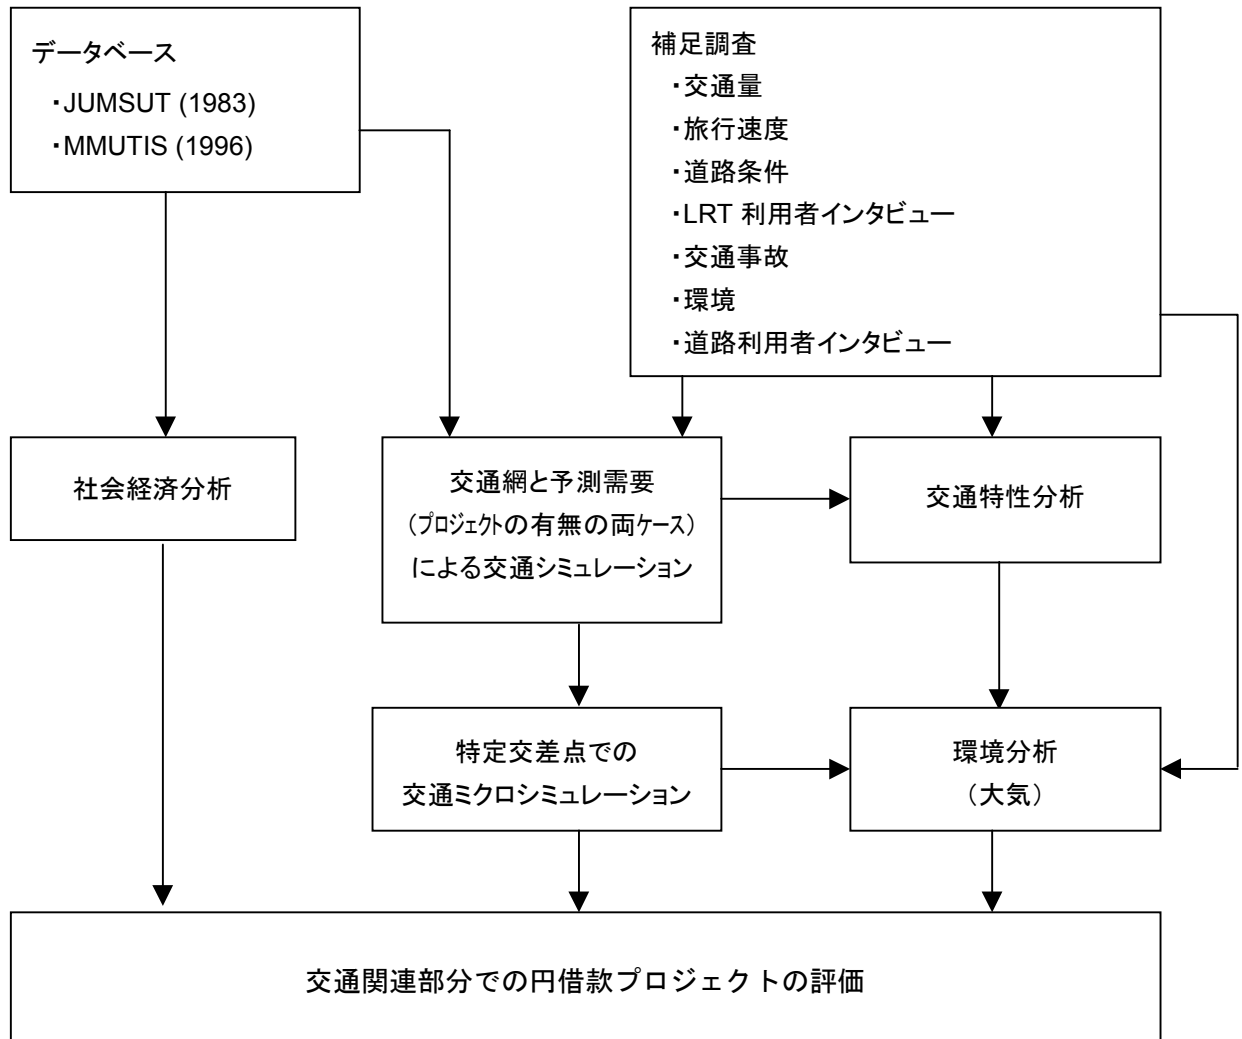 データベース
・JUMSUT (1983)
・MMUTIS (1996)
補足調査
・交通量
・旅行速度
・道路条件
・LRT 利用者インタビュー
・交通事故
・環境
・道路利用者インタビュー
社会経済分析
交通網と予測需要
（ﾌﾟﾛｼﾞｪｸﾄの有無の両ｹｰｽ）
による交通シミュレーション
交通特性分析
特定交差点での
交通ミクロシミュレーション
環境分析
（大気）
交通関連部分での円借款プロジェクトの評価